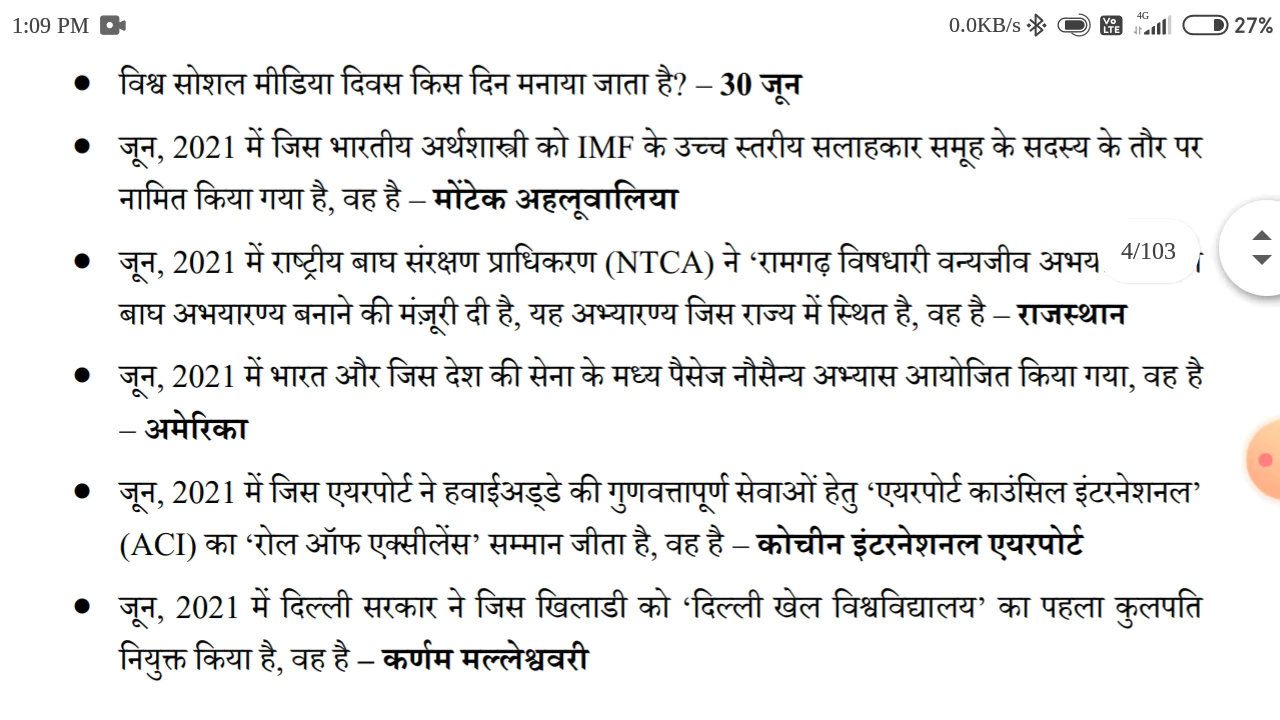 1:09 PM 0.0KB/s Vo LTE 4G 27%
• विश्व सोशल मीडिया दिवस किस दिन मनाया जाता है? – 30 जून
• जून, 2021 में जिस भारतीय अर्थशास्त्री को IMF के उच्च स्तरीय सलाहकार समूह के सदस्य के तौर पर
नामित किया गया है, वह है – मोंटेक अहलूवालिया
• जून, 2021 में राष्ट्रीय बाघ संरक्षण प्राधिकरण (NTCA) ने ‘रामगढ़ विषधारी वन्यजीव
4/103
बाघ अभयारण्य बनाने की मंज़ूरी दी है, यह अभ्यारण्य जिस राज्य में स्थित है, वह है – राजस्थान
• जून, 2021 में भारत और जिस देश की सेना के मध्य पैसेज नौसैन्य अभ्यास आयोजित किया गया, वह है
– अमेरिका
• जून, 2021 में जिस एयरपोर्ट ने हवाईअड्डे की गुणवत्तापूर्ण सेवाओं हेतु ‘एयरपोर्ट काउंसिल इंटरनेशनल’
(ACI) का ‘रोल ऑफ एक्सीलेंस’ सम्मान जीता है, वह है – कोचीन इंटरनेशनल एयरपोर्ट
• जून, 2021 में दिल्ली सरकार ने जिस खिलाडी को ‘दिल्ली खेल विश्वविद्यालय’ का पहला कुलपति
नियुक्त किया है, वह है – कर्णम मल्लेश्वरी